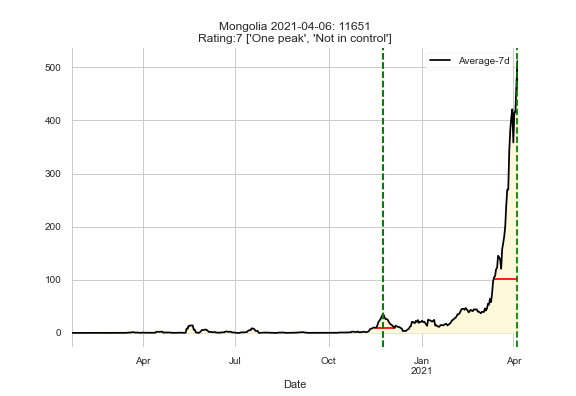 Mongolia 2021-04-06: 11651
Rating:7 ['One peak', 'Not in control']
Average-7d
500
400
300
200
100
0
Apr Jul Oct Jan Apr
2021
Date